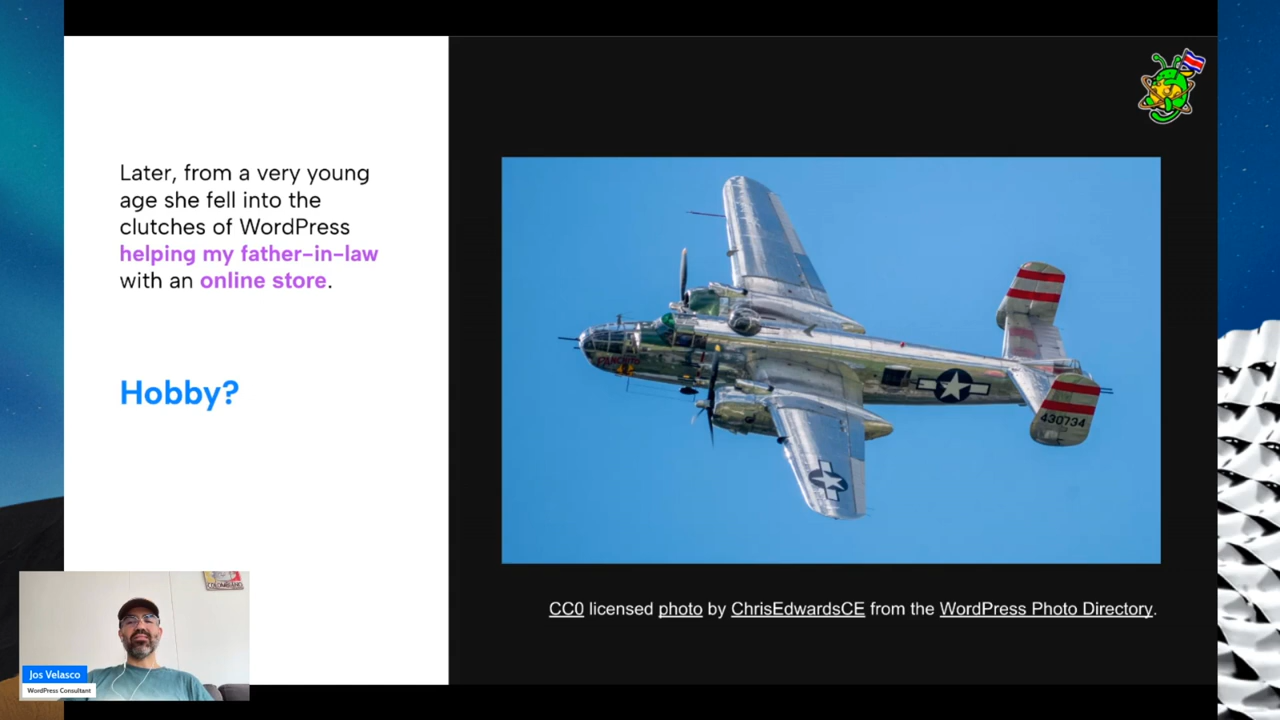 Later, from a very young
age she fell into the
clutches of WordPress
helping my father-in-law
with an online store.
Hobby?
430734
CC0 licensed photo by ChrisEdwardsCE from the WordPress Photo Directory.
Jos Velasco
WordPress Consultant